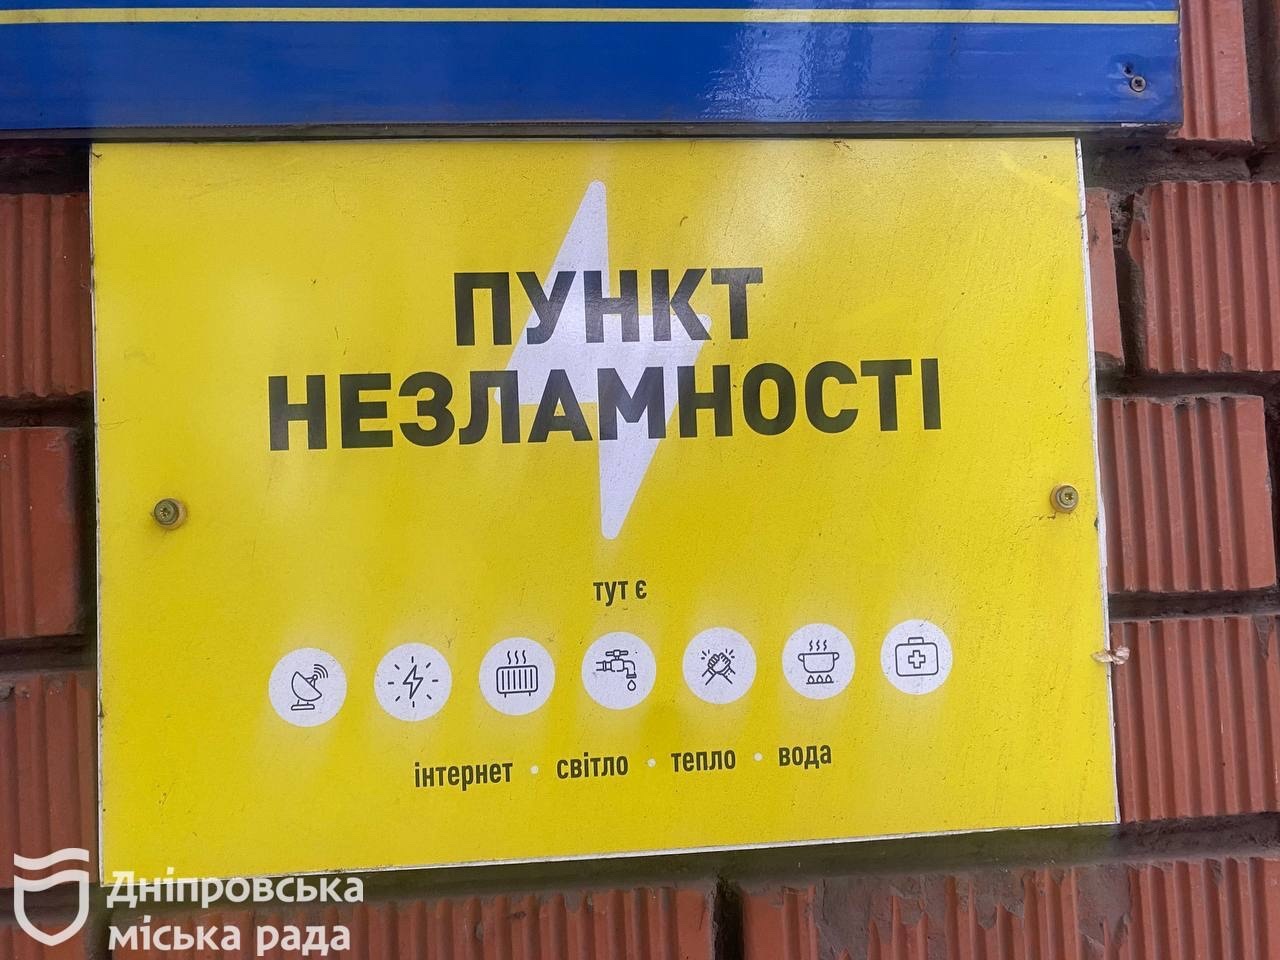 ПУНКТ
НЕЗЛАМНОСТІ
тут є
інтернет • світло • тепло • вода
Дніпровська
міська рада